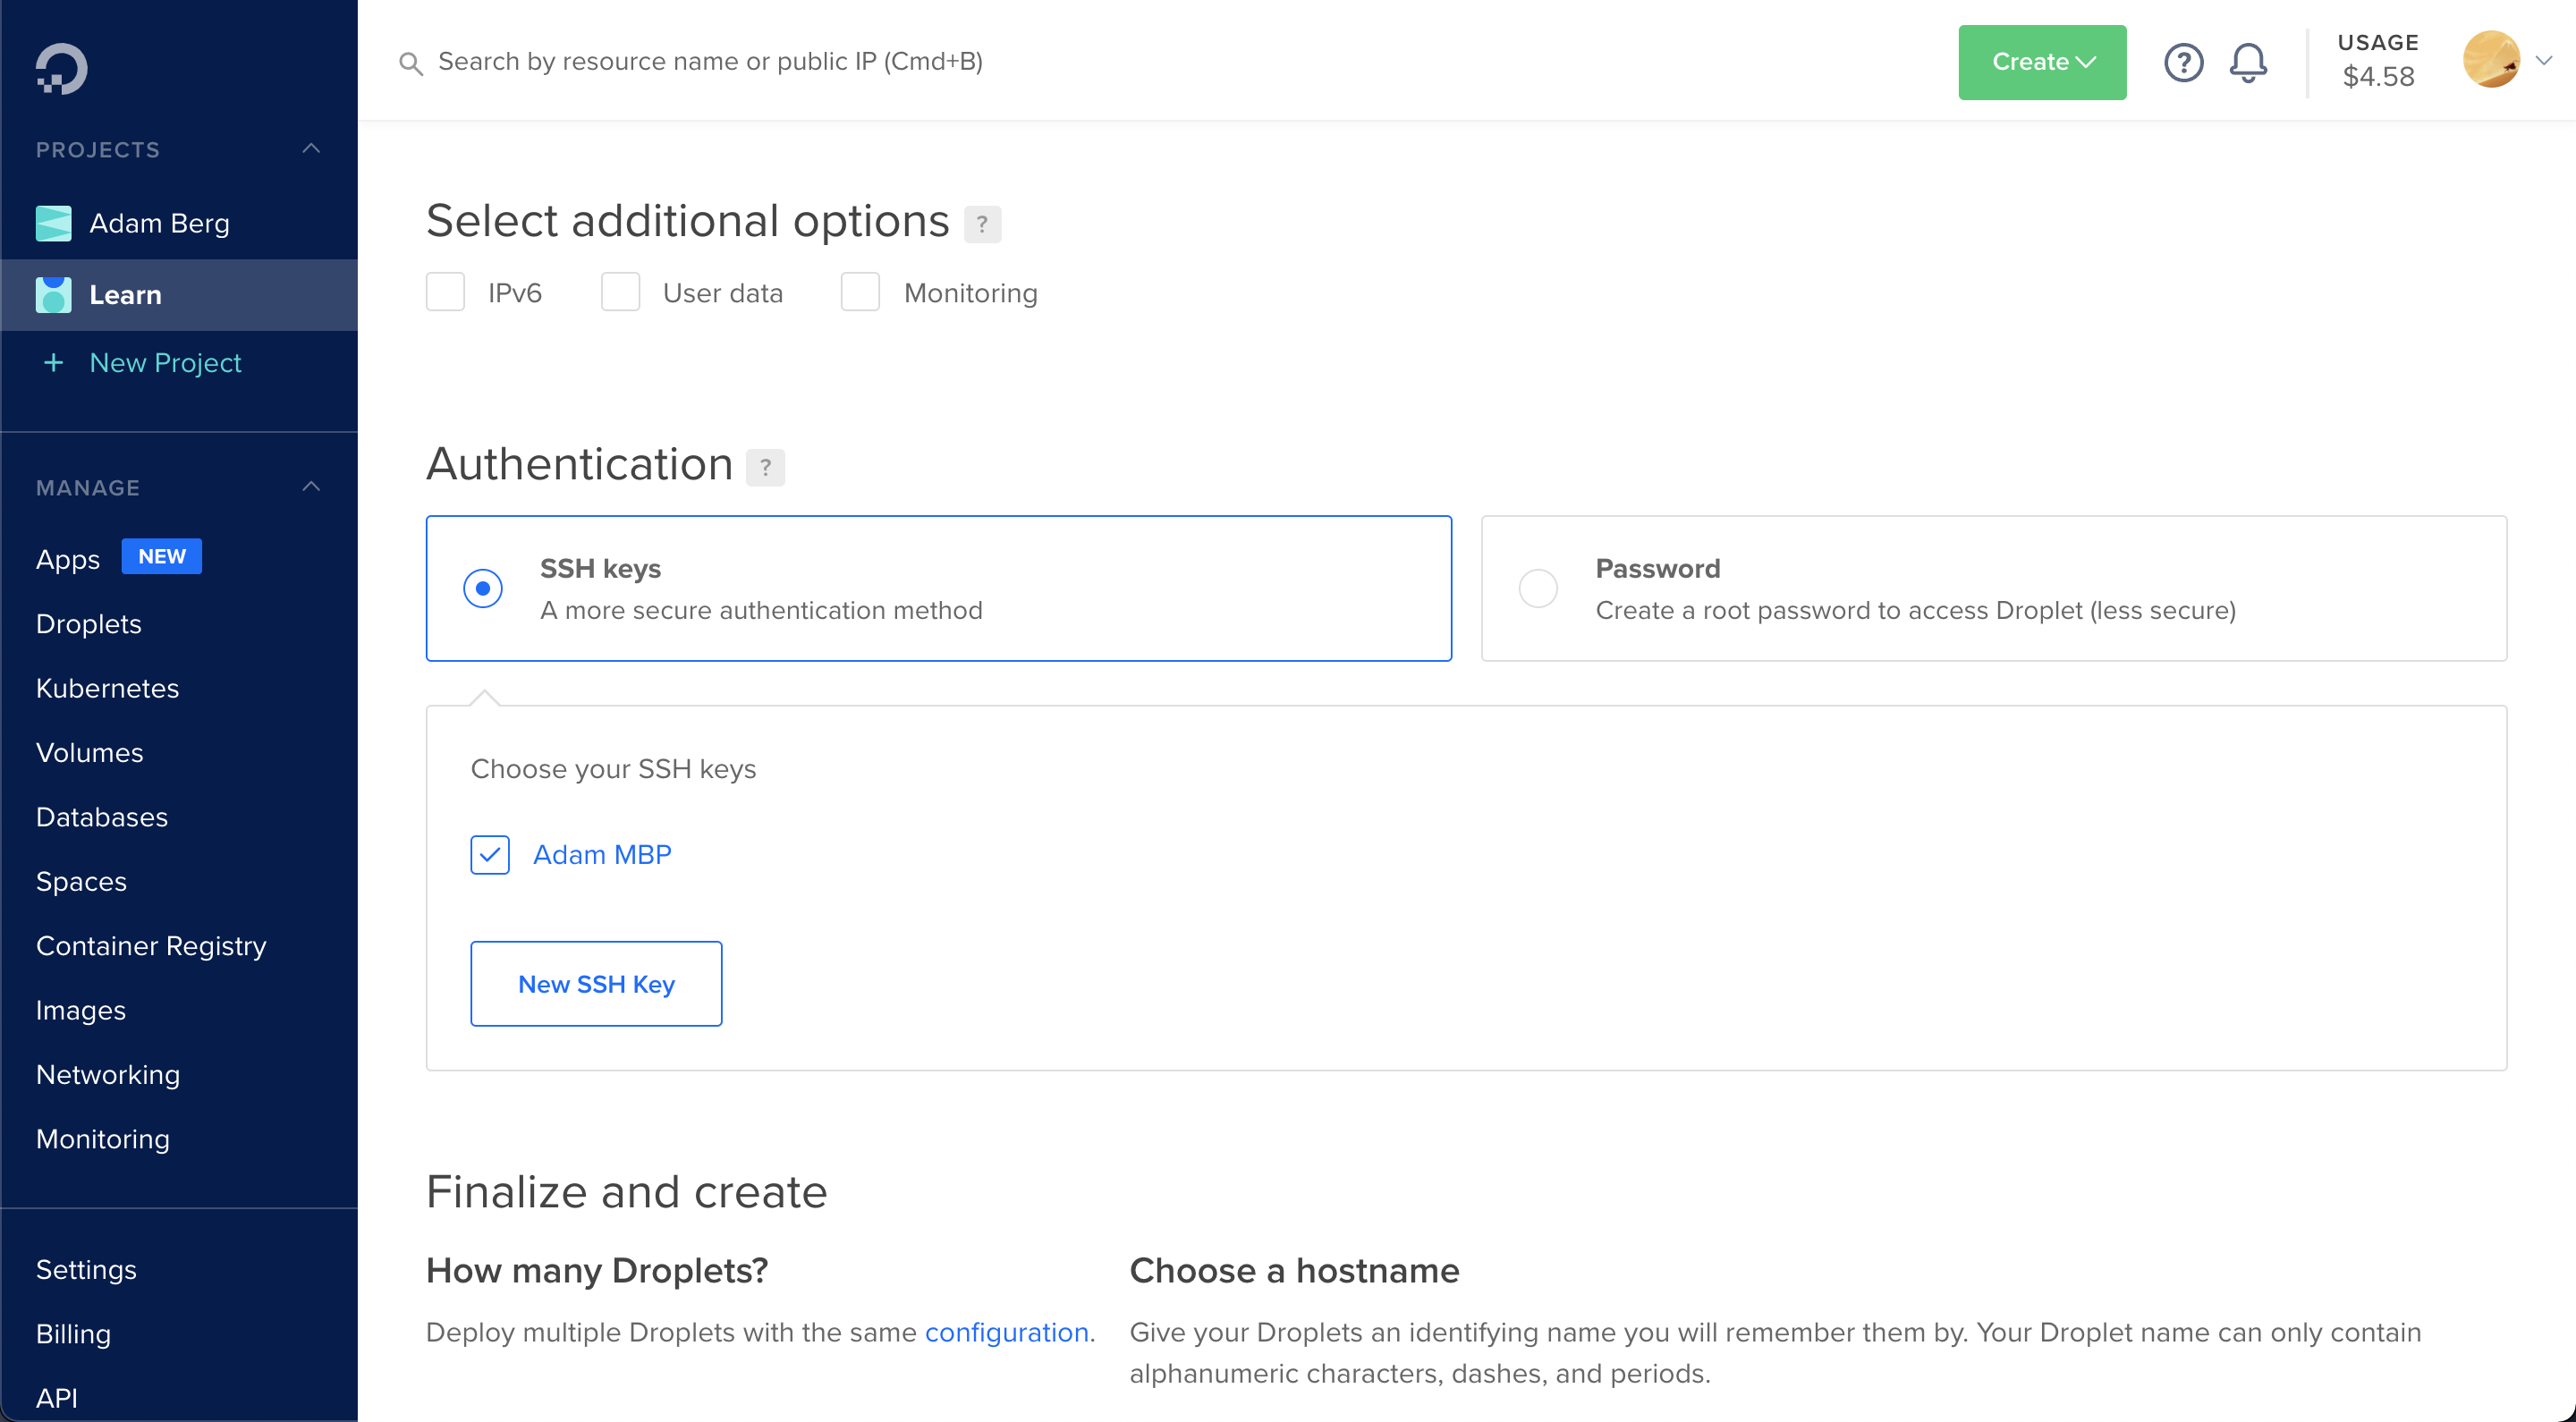 Search by resource name or public IP (Cmd+B)
Create
?
USAGE
$4.58
PROJECTS
Adam Berg
Learn
+ New Project
MANAGE
Apps NEW
Droplets
Kubernetes
Volumes
Databases
Spaces
Container Registry
Images
Networking
Monitoring
Settings
Billing
API
Select additional options ?
IPv6 User data Monitoring
Authentication ?
SSH keys
A more secure authentication method
Password
Create a root password to access Droplet (less secure)
Choose your SSH keys
Adam MBP
New SSH Key
Finalize and create
How many Droplets?
Deploy multiple Droplets with the same configuration.
Choose a hostname
Give your Droplets an identifying name you will remember them by. Your Droplet name can only contain
alphanumeric characters, dashes, and periods.